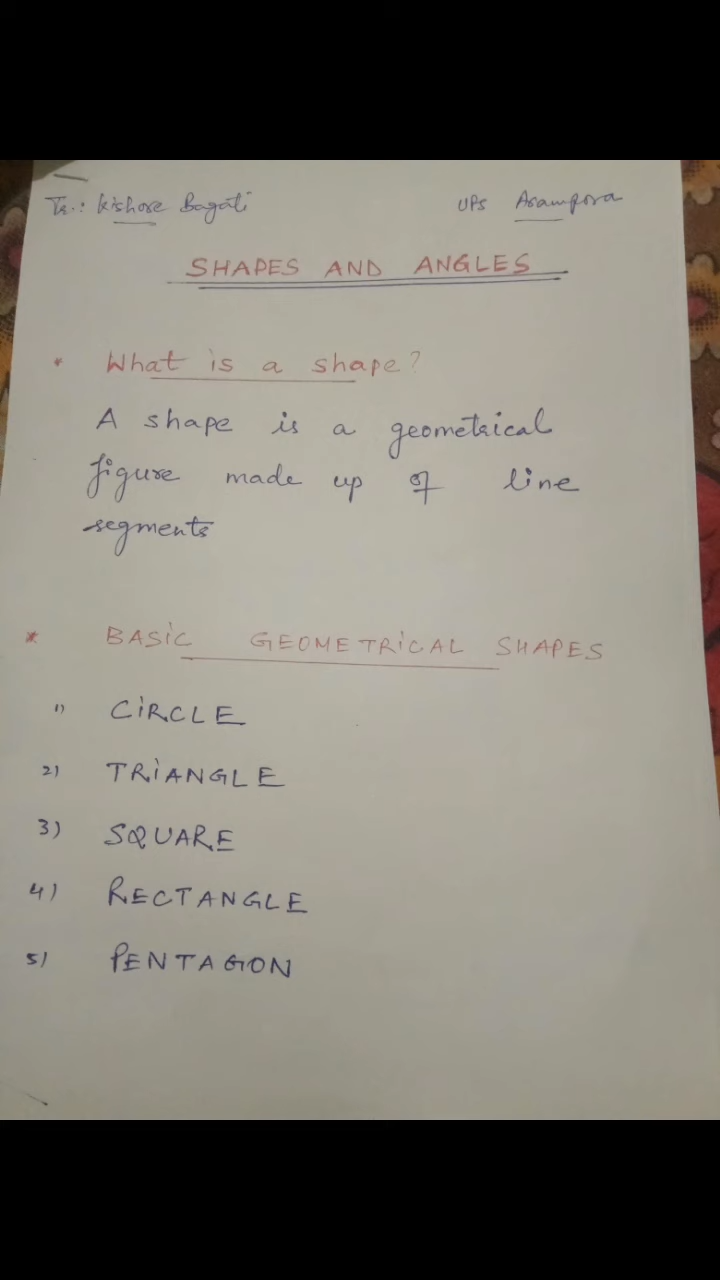 Tr.: Kishore Bagati UPS Arampora
SHAPES AND ANGLES
* What is a shape?
A shape is a geometrical
figure made up of line
segments
* BASIC GEOMETRICAL SHAPES
1) CIRCLE
2) TRIANGLE
3) SQUARE
4) RECTANGLE
5) PENTAGON